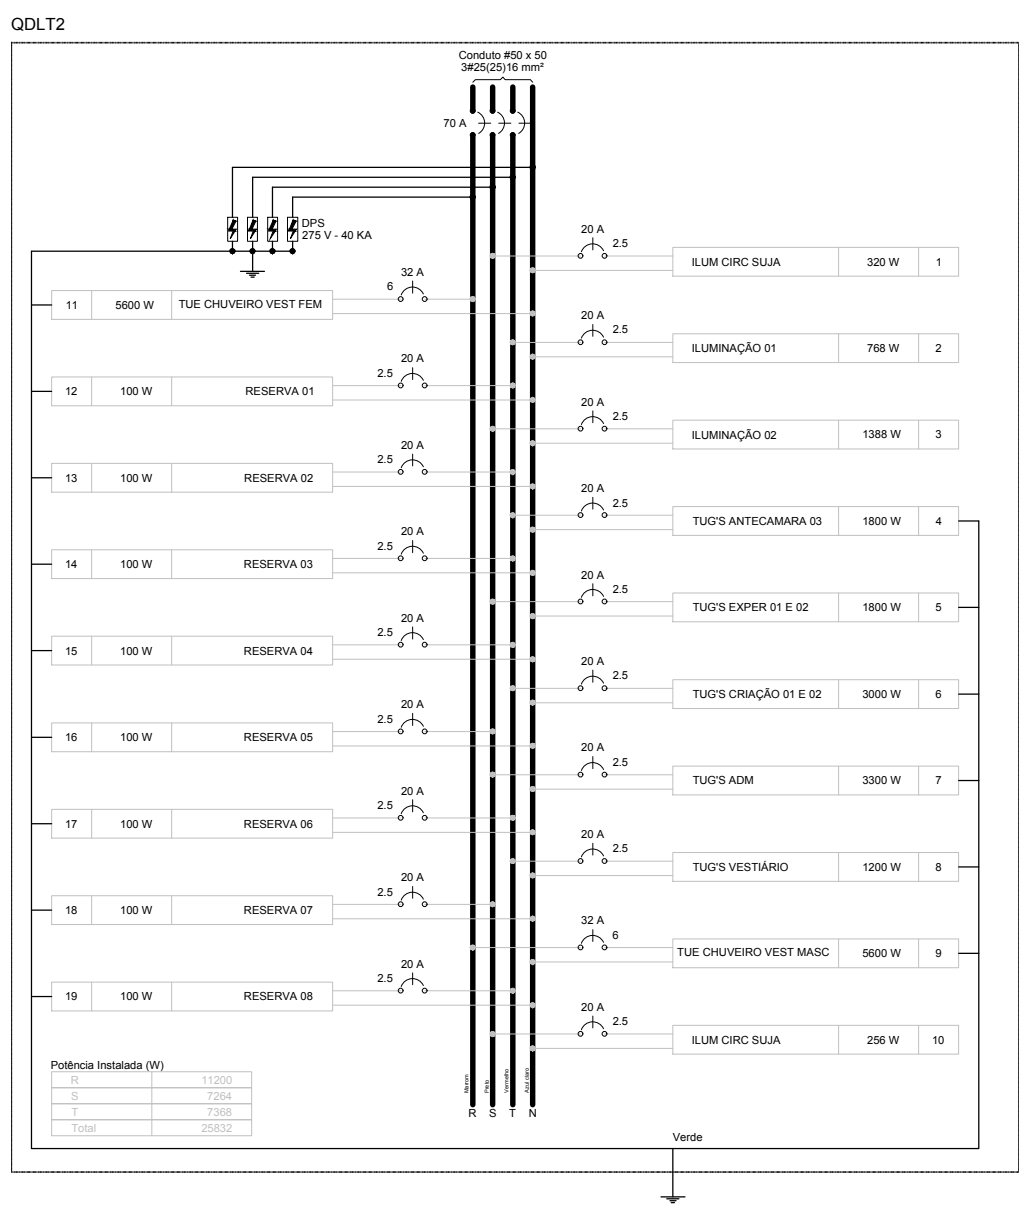 QDLT2
Conduto #50 x 50
3#25(25)16 mm²
70 A
DPS
275 V - 40 KA
20 A
2.5
ILUM CIRC SUJA 320 W 1
32 A
6
11 5600 W TUE CHUVEIRO VEST FEM
20 A
2.5
ILUMINAÇÃO 01 768 W 2
20 A
2.5
12 100 W RESERVA 01
20 A
2.5
ILUMINAÇÃO 02 1388 W 3
20 A
2.5
13 100 W RESERVA 02
20 A
2.5
TUG'S ANTECAMARA 03 1800 W 4
20 A
2.5
14 100 W RESERVA 03
20 A
2.5
TUG'S EXPER 01 E 02 1800 W 5
20 A
2.5
15 100 W RESERVA 04
20 A
2.5
TUG'S CRIAÇÃO 01 E 02 3000 W 6
20 A
2.5
16 100 W RESERVA 05
20 A
2.5
TUG'S ADM 3300 W 7
20 A
2.5
17 100 W RESERVA 06
20 A
2.5
TUG'S VESTIÁRIO 1200 W 8
20 A
2.5
18 100 W RESERVA 07
32 A
6
TUE CHUVEIRO VEST MASC 5600 W 9
20 A
2.5
19 100 W RESERVA 08
20 A
2.5
ILUM CIRC SUJA 256 W 10
Potência Instalada (W)
R 11200
S 7264
T 7368
Total 25832
Marrom
Preto
Vermelho
Azul claro
R S T N
Verde